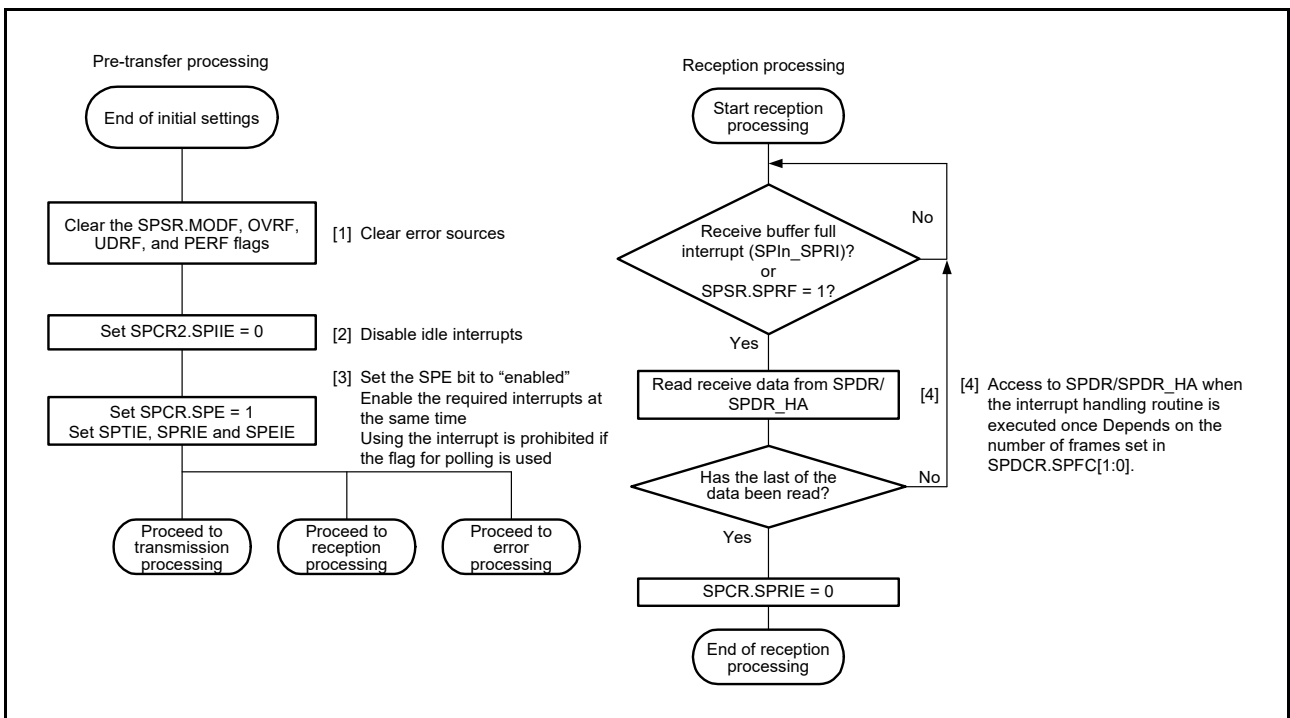 Pre-transfer processing
End of initial settings
Clear the SPSR.MODF, OVRF,
UDRF, and PERF flags
[1] Clear error sources
Set SPCR2.SPIIE = 0
[2] Disable idle interrupts
Set SPCR.SPE = 1
Set SPTIE, SPRIE and SPEIE
[3] Set the SPE bit to “enabled”
Enable the required interrupts at
the same time
Using the interrupt is prohibited if
the flag for polling is used
Proceed to
transmission
processing
Proceed to
reception
processing
Proceed to
error
processing
Reception processing
Start reception
processing
Receive buffer full
interrupt (SPIn_SPRI)?
or
SPSR.SPRF = 1?
No
Yes
Read receive data from SPDR/
SPDR_HA
[4]
[4] Access to SPDR/SPDR_HA when
the interrupt handling routine is
executed once Depends on the
number of frames set in
SPDCR.SPFC[1:0].
Has the last of the
data been read?
No
Yes
SPCR.SPRIE = 0
End of reception
processing